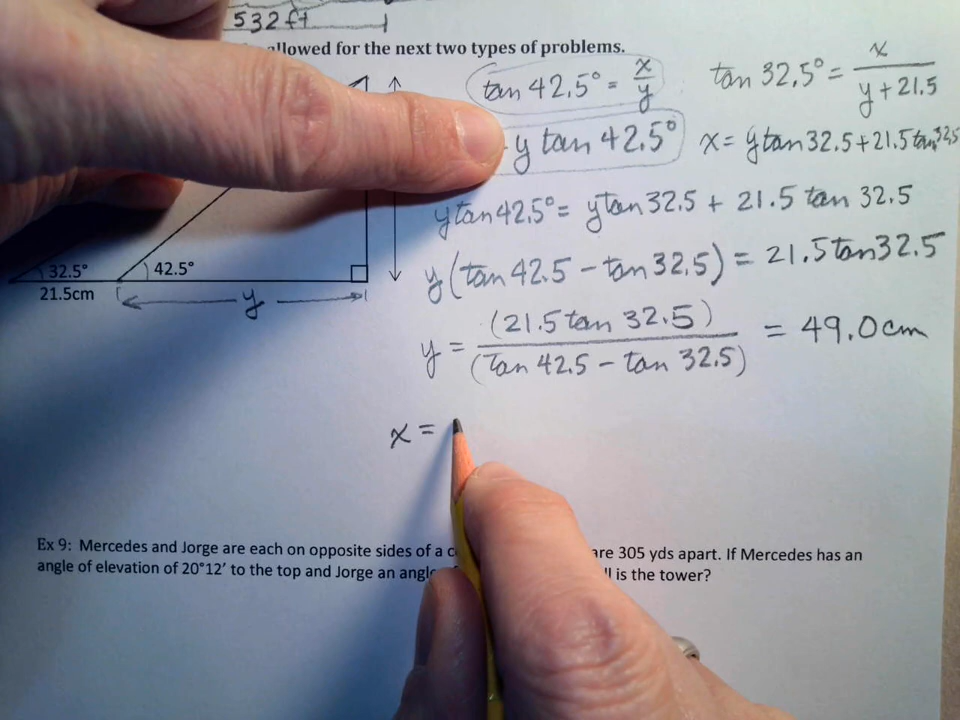 532 ft
allowed for the next two types of problems.
tan 42.5° = x/y
tan 32.5° = x/(y + 21.5)
y tan 42.5°
x = y tan 32.5 + 21.5 tan 32.5
y tan 42.5° = y tan 32.5 + 21.5 tan 32.5
32.5°
42.5°
21.5cm
y
y (tan 42.5 - tan 32.5) = 21.5 tan 32.5
y = (21.5 tan 32.5)/(tan 42.5 - tan 32.5) = 49.0 cm
x =
Ex 9: Mercedes and Jorge are each on opposite sides of a are 305 yds apart. If Mercedes has an
angle of elevation of 20°12′ to the top and Jorge an is the tower?